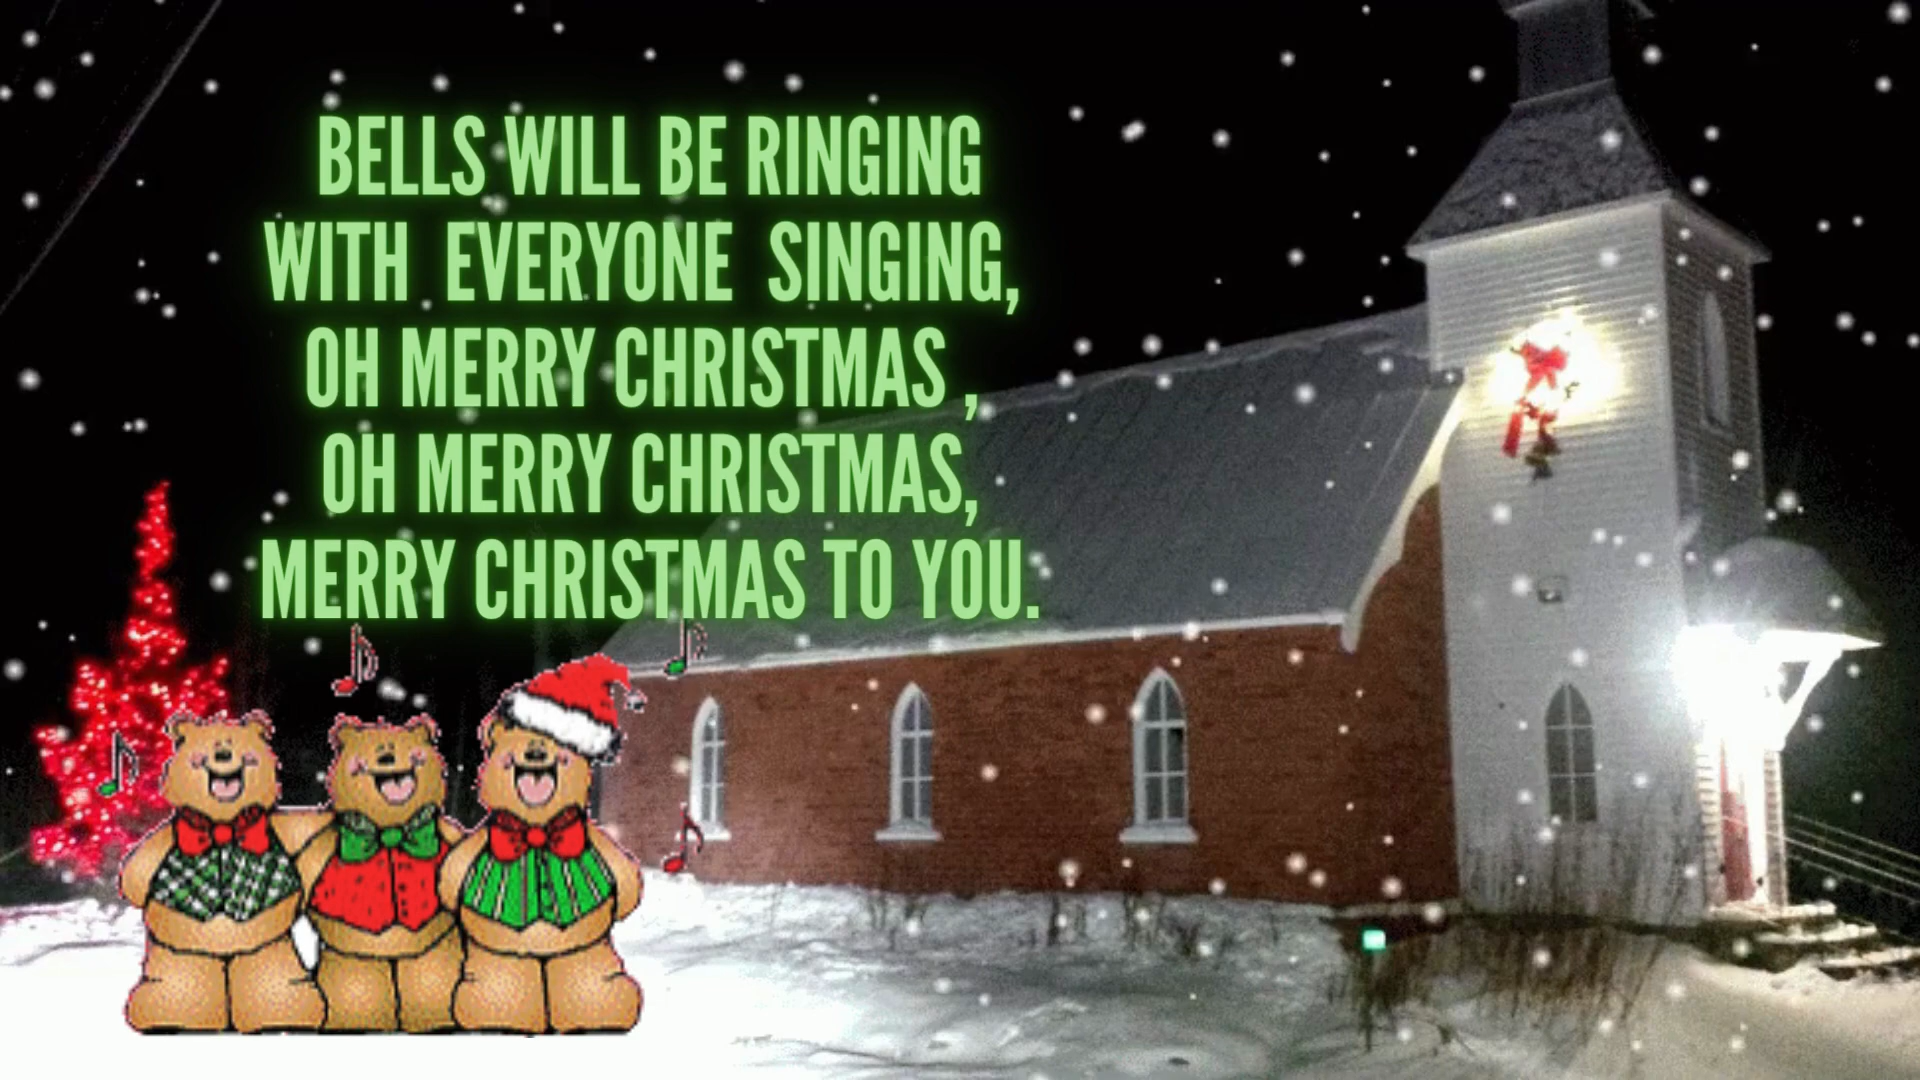 BELLS WILL BE RINGING
WITH EVERYONE SINGING,
OH MERRY CHRISTMAS ,
OH MERRY CHRISTMAS,
MERRY CHRISTMAS TO YOU.